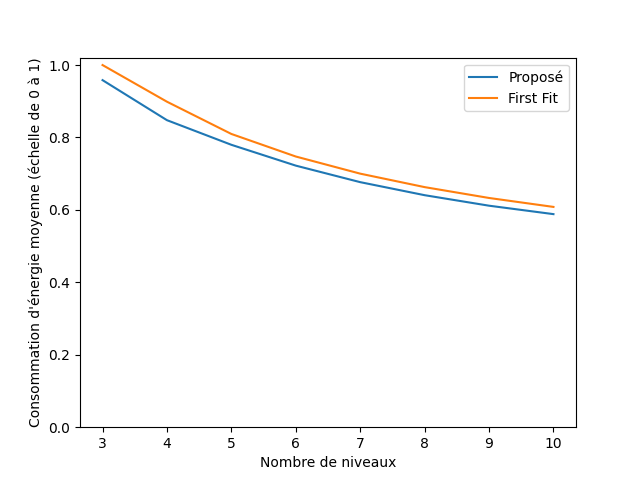 Consommation d'énergie moyenne (échelle de 0 à 1)
1.0
0.8
0.6
0.4
0.2
0.0
Proposé
First Fit
3 4 5 6 7 8 9 10
Nombre de niveaux